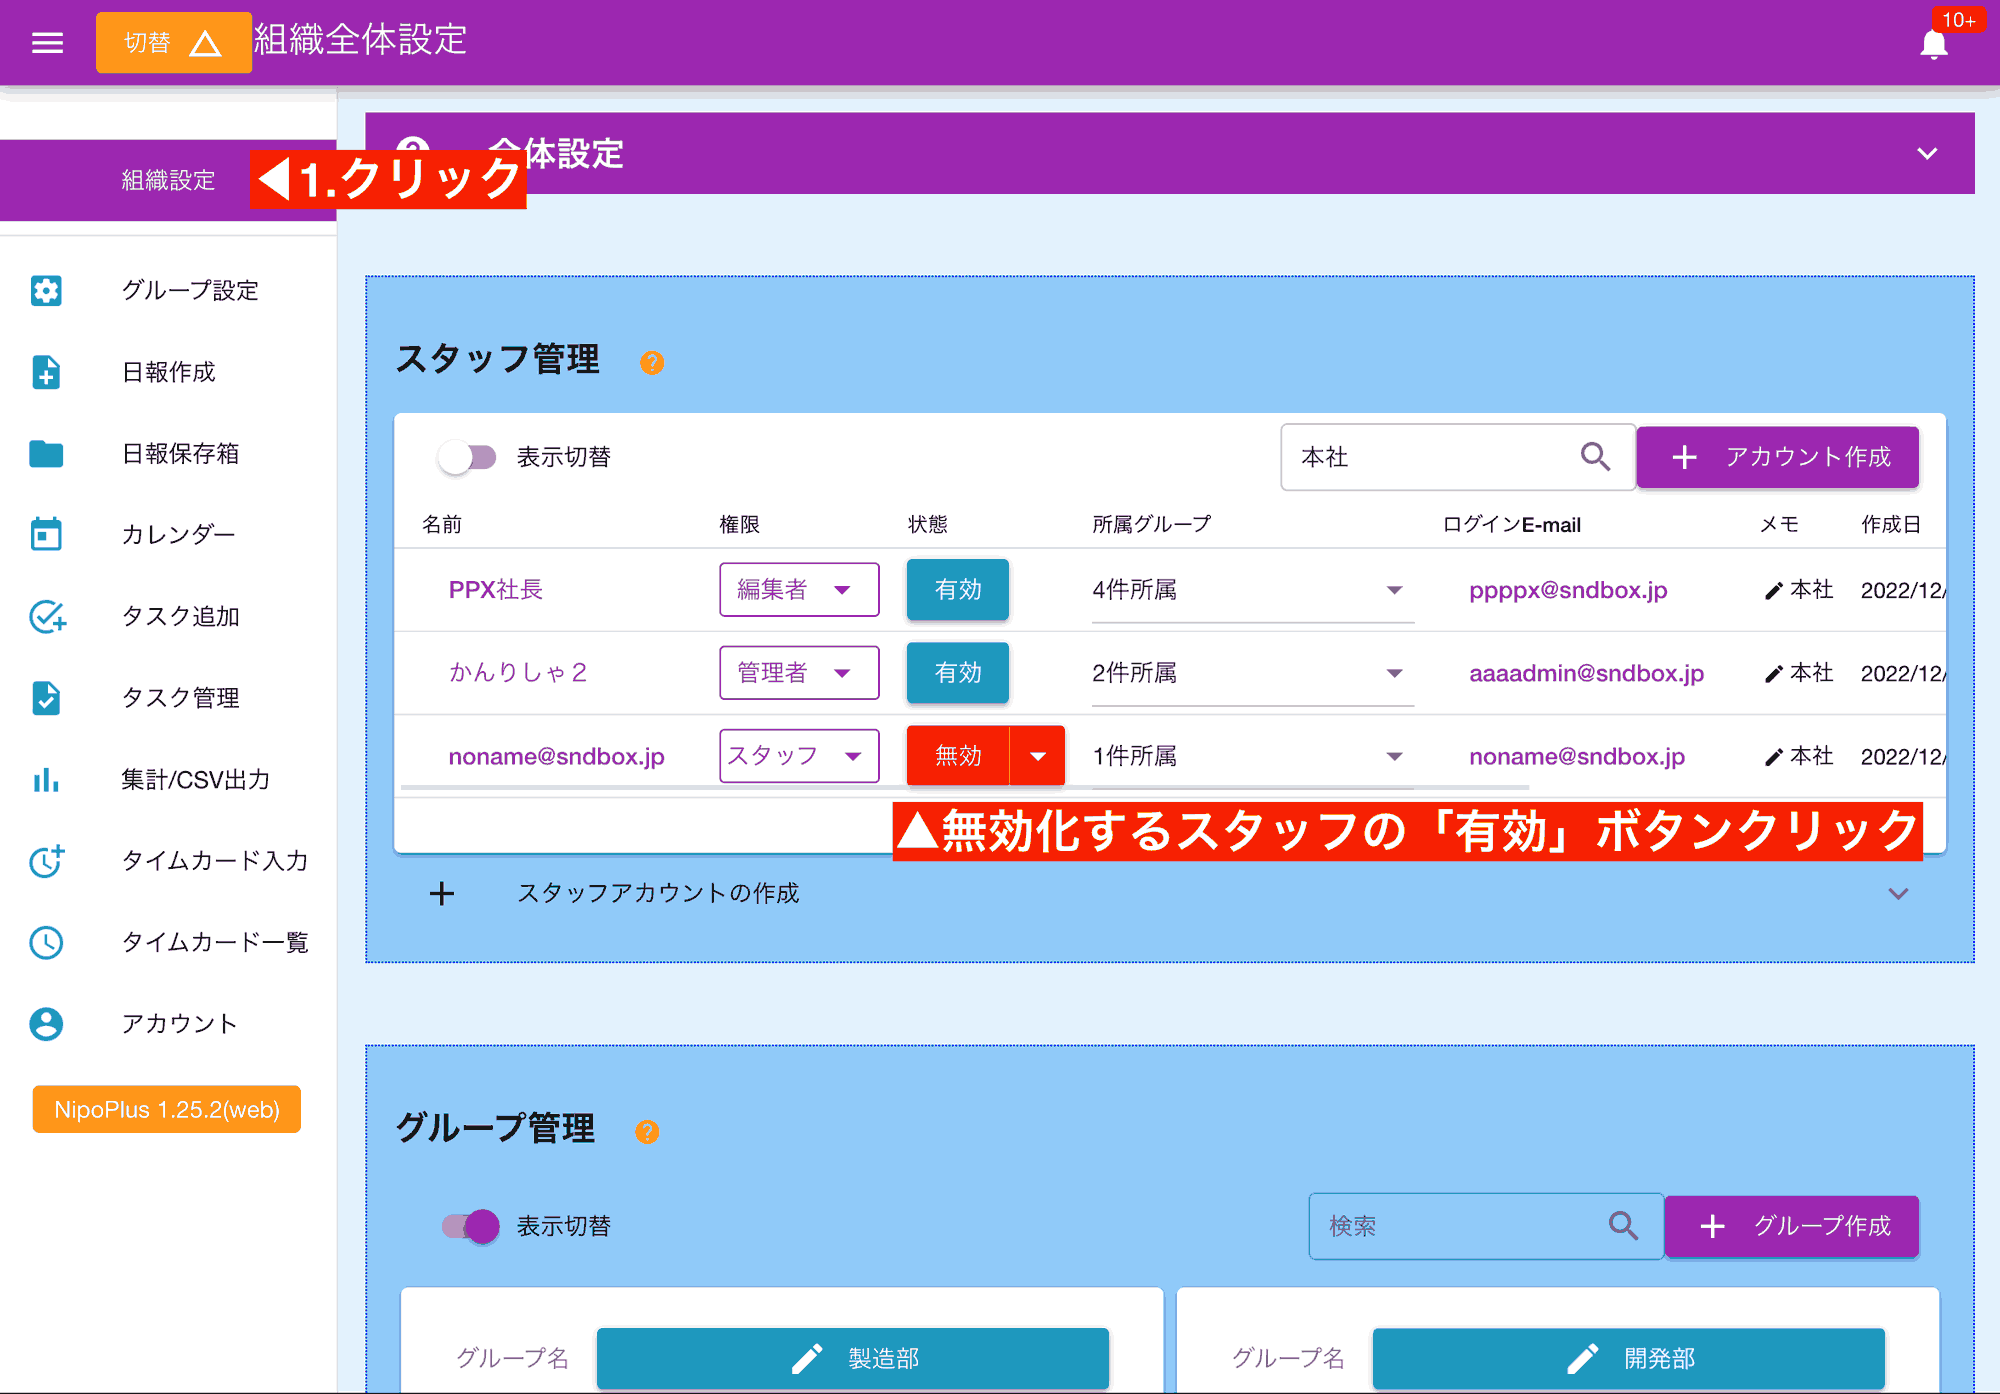 切替 組織全体設定 10+
全体設定
組織設定 ◀1.クリック
グループ設定
日報作成
日報保存箱
カレンダー
タスク追加
タスク管理
集計/CSV出力
タイムカード入力
タイムカード一覧
アカウント
NipoPlus 1.25.2(web)
スタッフ管理 ?
表示切替 本社 + アカウント作成
名前 権限 状態 所属グループ ログインE-mail メモ 作成日
PPX社長 編集者 有効 4件所属 ppppx@sndbox.jp 本社 2022/12/
かんりしゃ２ 管理者 有効 2件所属 aaaadmin@sndbox.jp 本社 2022/12/
noname@sndbox.jp スタッフ 無効 1件所属 noname@sndbox.jp 本社 2022/12/
▲無効化するスタッフの「有効」ボタンクリック
+ スタッフアカウントの作成
グループ管理 ?
表示切替 検索 + グループ作成
グループ名 製造部 グループ名 開発部